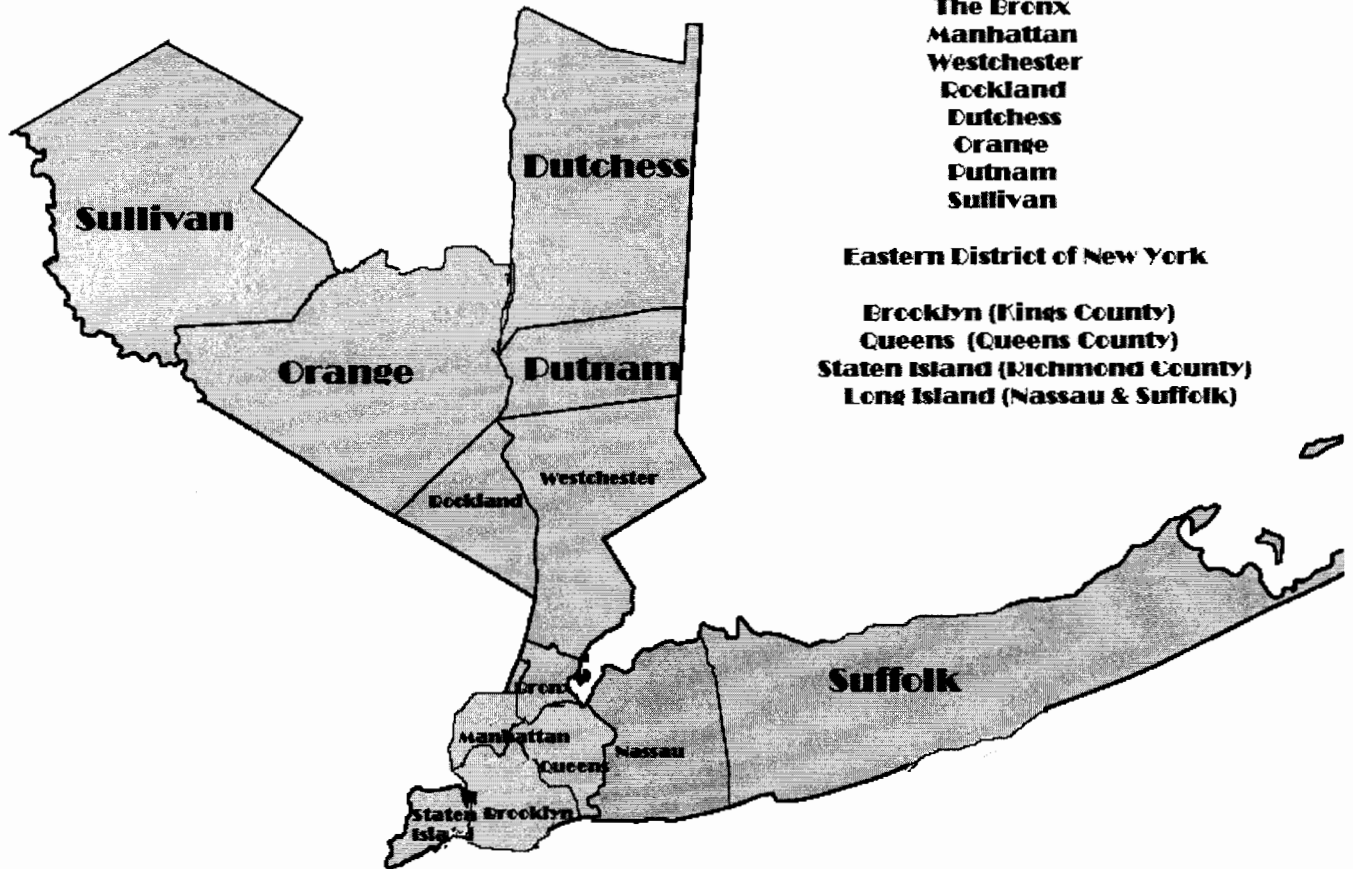 The Bronx
Manhattan
Westchester
Rockland
Dutchess
Orange
Putnam
Sullivan
Eastern District of New York
Brooklyn (Kings County)
Queens (Queens County)
Staten Island (Richmond County)
Long Island (Nassau & Suffolk)
Dutchess
Sullivan
Orange
Putnam
Westchester
Rockland
Suffolk
Bronx
Manhattan
Nassau
Queens
Staten
Brooklyn